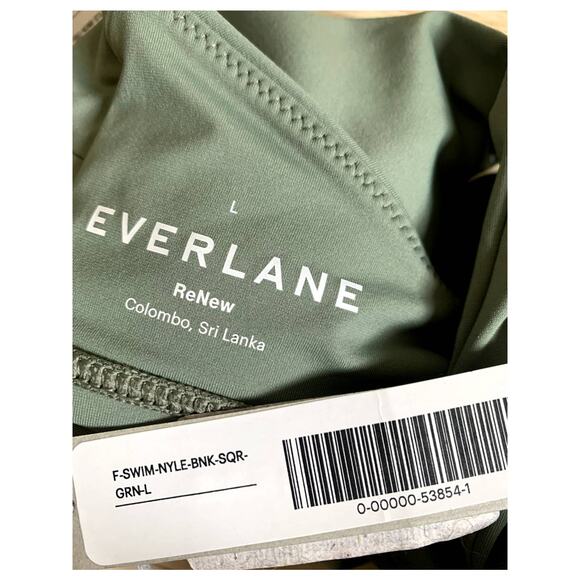 L
EVERLANE
ReNew
Colombo, Sri Lanka
F-SWIM-NYLE-BNK-SQR-
GRN-L
0-00000-53854-1